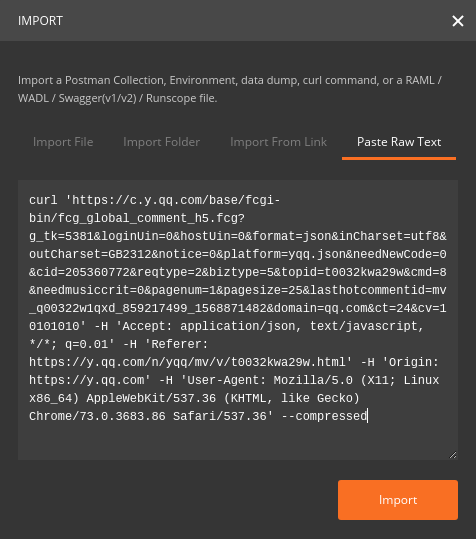 IMPORT
Import a Postman Collection, Environment, data dump, curl command, or a RAML /
WADL / Swagger(v1/v2) / Runscope file.
Import File Import Folder Import From Link Paste Raw Text
curl 'https://c.y.qq.com/base/fcgi-
bin/fcg_global_comment_h5.fcg?
g_tk=5381&loginUin=0&hostUin=0&format=json&inCharset=utf8&
outCharset=GB2312&notice=0&platform=yqq.json&needNewCode=0
&cid=205360772&reqtype=2&biztype=5&topid=t0032kwa29w&cmd=8
&needmusiccrit=0&pagenum=1&pagesize=25&lasthotcommentid=mv
_q00322w1qxd_859217499_1568871482&domain=qq.com&ct=24&cv=1
0101010' -H 'Accept: application/json, text/javascript,
*/*; q=0.01' -H 'Referer:
https://y.qq.com/n/yqq/mv/v/t0032kwa29w.html' -H 'Origin:
https://y.qq.com' -H 'User-Agent: Mozilla/5.0 (X11; Linux
x86_64) AppleWebKit/537.36 (KHTML, like Gecko)
Chrome/73.0.3683.86 Safari/537.36' --compressed
Import